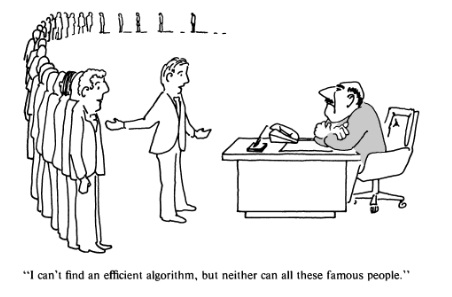 “I can't find an efficient algorithm, but neither can all these famous people.”